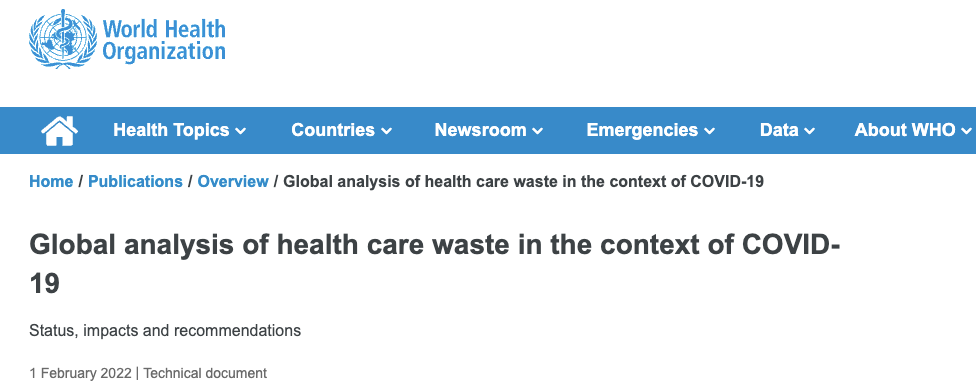 World Health
Organization
Health Topics Countries Newsroom Emergencies Data About WHO
Home / Publications / Overview / Global analysis of health care waste in the context of COVID-19
Global analysis of health care waste in the context of COVID-
19
Status, impacts and recommendations
1 February 2022 | Technical document